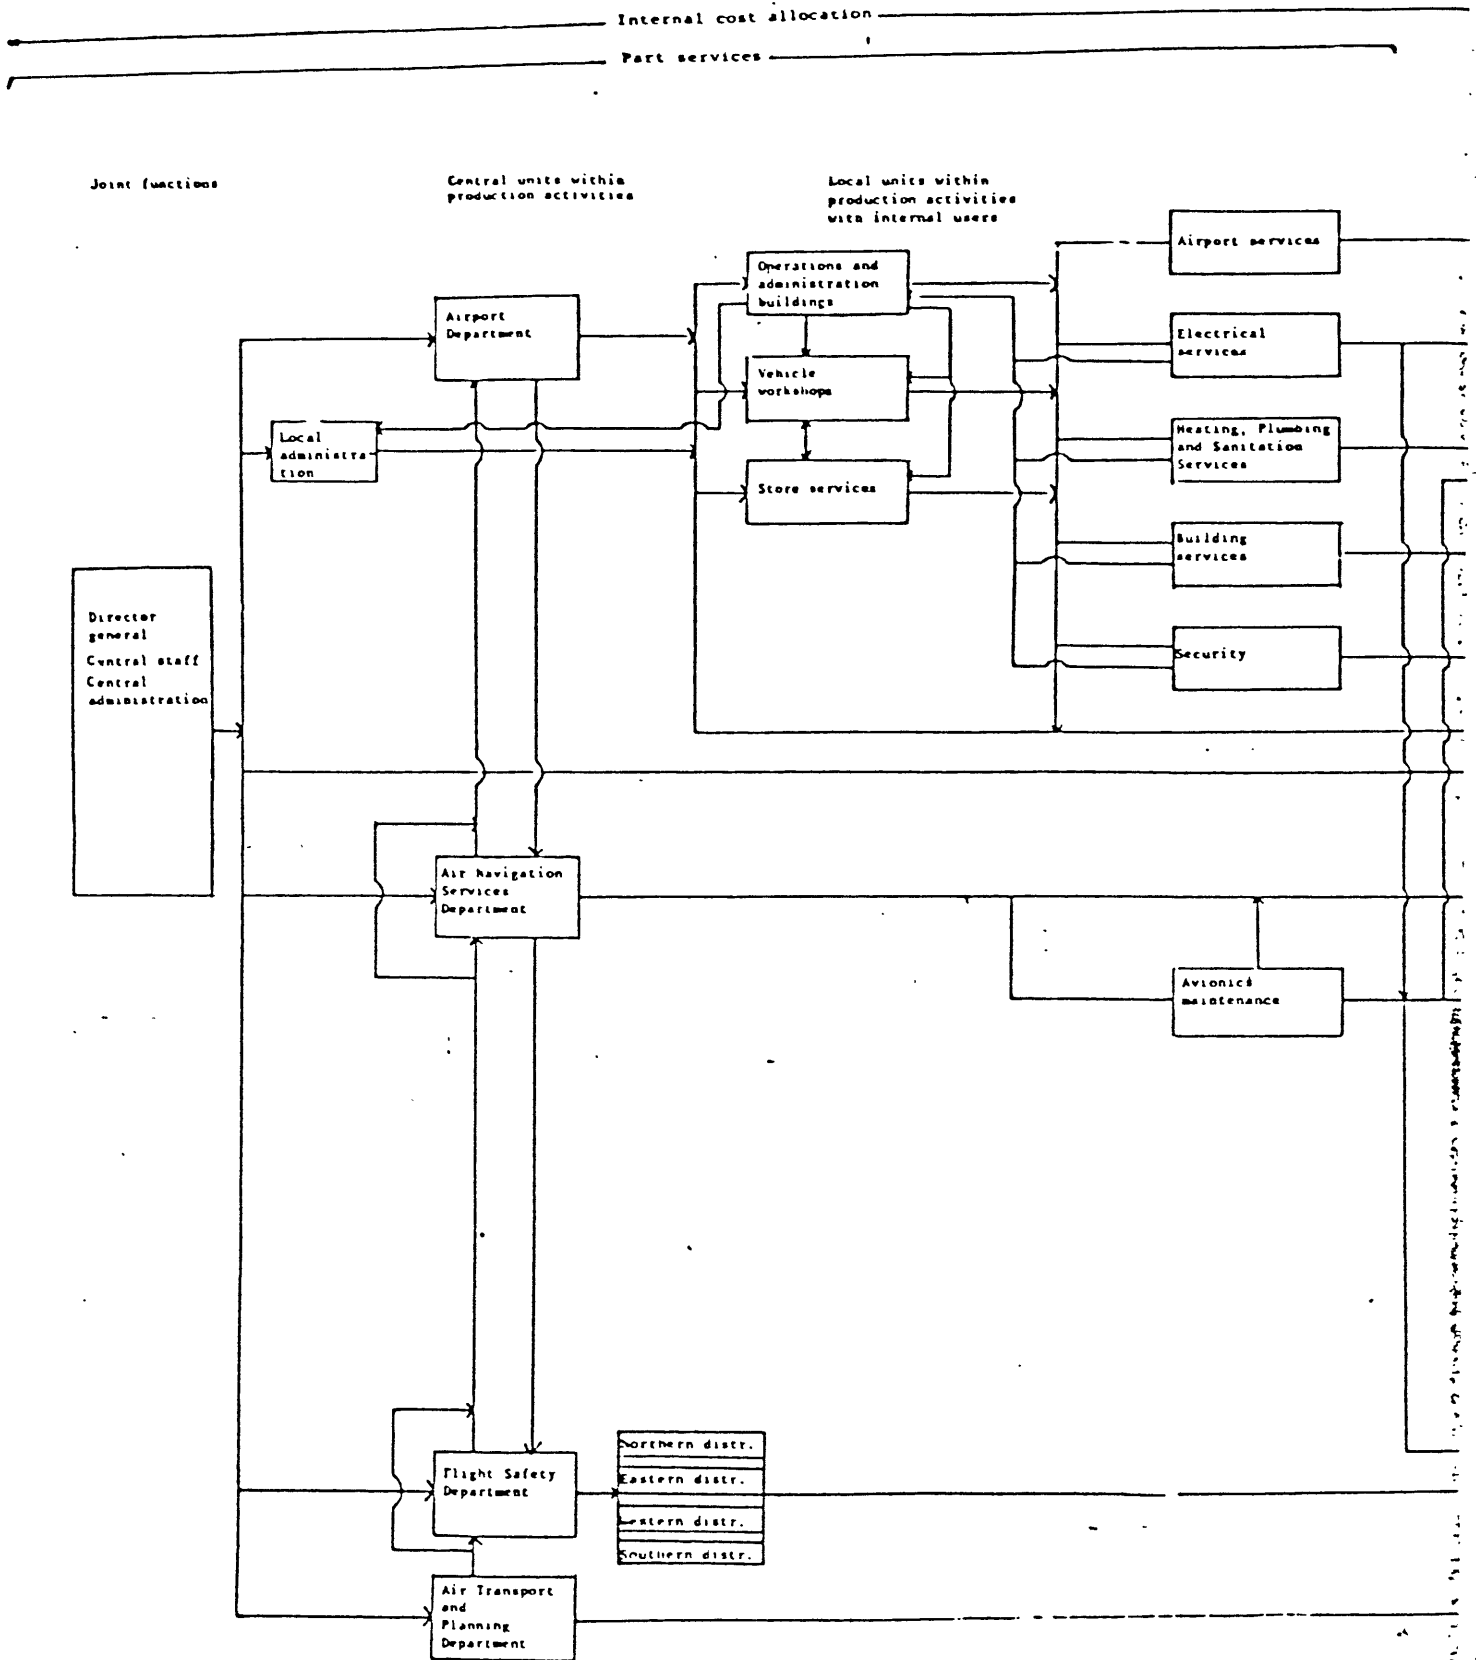 Internal cost allocation
Part services
Joint functions
Central units within
production activities
Local units within
production activities
with internal users
Airport services
Operations and
administration
buildings
Airport
Department
Electrical
services
Vehicle
workshops
Local
administra
tion
Heating, Plumbing
and Sanitation
Services
Store services
Building
services
Director
general
Central staff
Central
administration
Security
Air Navigation
Services
Department
Avionics
maintenance
Northern distr.
Flight Safety
Department
Eastern distr.
Western distr.
Southern distr.
Air Transport
and
Planning
Department